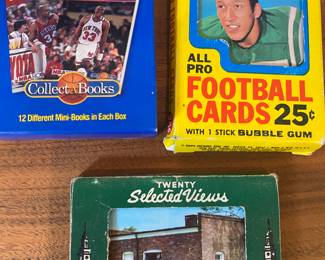 33
Collect-A-Books
12 Different Mini-Books in Each Box
ALL
PRO
FOOTBALL
CARDS 25¢
WITH 1 STICK BUBBLE GUM
TWENTY
Selected Views